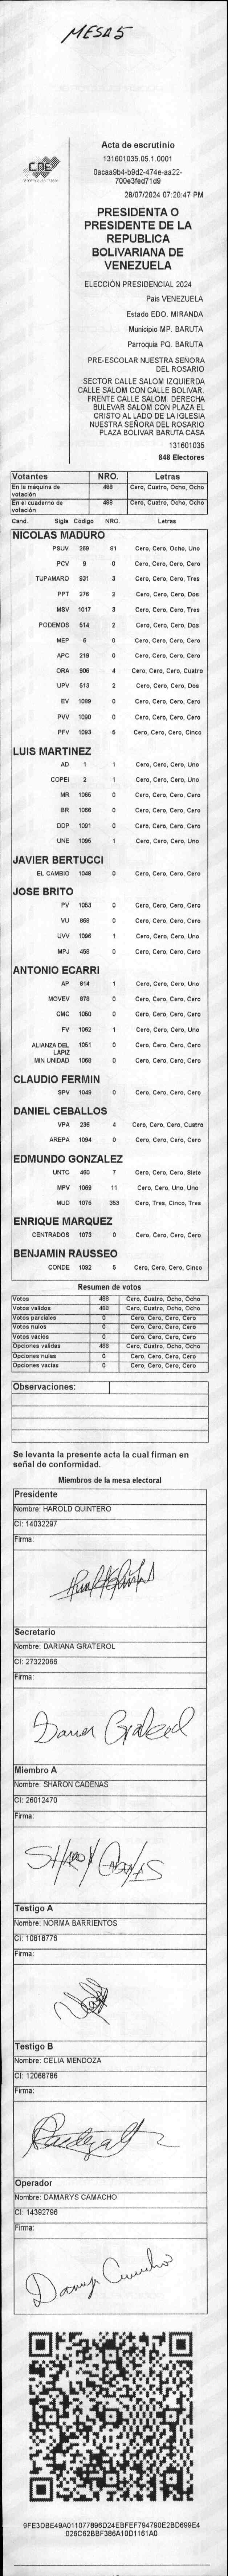 MESA 5
CNE
Acta de escrutinio
131601035.05.1.0001
0acaa9b4-b9d2-474e-aa22-
700e3fed71d9
28/07/2024 07:20:47 PM
PRESIDENTA O
PRESIDENTE DE LA
REPUBLICA
BOLIVARIANA DE
VENEZUELA
ELECCIÓN PRESIDENCIAL 2024
Pais VENEZUELA
Estado EDO. MIRANDA
Municipio MP. BARUTA
Parroquia PQ. BARUTA
PRE-ESCOLAR NUESTRA SEÑORA
DEL ROSARIO
SECTOR CALLE SALOM IZQUIERDA
CALLE SALOM CON CALLE BOLIVAR.
FRENTE CALLE SALOM. DERECHA
BULEVAR SALOM CON PLAZA EL
CRISTO AL LADO DE LA IGLESIA
NUESTRA SEÑORA DEL ROSARIO
PLAZA BOLIVAR BARUTA CASA
131601035
848 Electores
Votantes NRO. Letras
En la máquina de votación 488 Cero, Cuatro, Ocho, Ocho
En el cuaderno de votación 488 Cero, Cuatro, Ocho, Ocho
Cand. Sigla Código NRO. Letras
NICOLAS MADURO
PSUV 289 81 Cero, Cero, Ocho, Uno
PCV 9 0 Cero, Cero, Cero, Cero
TUPAMARO 931 3 Cero, Cero, Cero, Tres
PPT 276 2 Cero, Cero, Cero, Dos
MSV 1017 3 Cero, Cero, Cero, Tres
PODEMOS 514 2 Cero, Cero, Cero, Dos
MEP 6 0 Cero, Cero, Cero, Cero
APC 219 0 Cero, Cero, Cero, Cero
ORA 906 4 Cero, Cero, Cero, Cuatro
UPV 513 2 Cero, Cero, Cero, Dos
EV 1089 0 Cero, Cero, Cero, Cero
PVV 1090 0 Cero, Cero, Cero, Cero
PFV 1093 5 Cero, Cero, Cero, Cinco
LUIS MARTINEZ
AD 1 1 Cero, Cero, Cero, Uno
COPEI 2 1 Cero, Cero, Cero, Uno
MR 1065 0 Cero, Cero, Cero, Cero
BR 1066 0 Cero, Cero, Cero, Cero
DDP 1091 0 Cero, Cero, Cero, Cero
UNE 1095 1 Cero, Cero, Cero, Uno
JAVIER BERTUCCI
EL CAMBIO 1048 0 Cero, Cero, Cero, Cero
JOSE BRITO
PV 1053 0 Cero, Cero, Cero, Cero
VU 868 0 Cero, Cero, Cero, Cero
UVV 1096 1 Cero, Cero, Cero, Uno
MPJ 458 0 Cero, Cero, Cero, Cero
ANTONIO ECARRI
AP 814 1 Cero, Cero, Cero, Uno
MOVEV 878 0 Cero, Cero, Cero, Cero
CMC 1050 0 Cero, Cero, Cero, Cero
FV 1062 1 Cero, Cero, Cero, Uno
ALIANZA DEL LAPIZ 1051 0 Cero, Cero, Cero, Cero
MIN UNIDAD 1068 0 Cero, Cero, Cero, Cero
CLAUDIO FERMIN
SPV 1049 0 Cero, Cero, Cero, Cero
DANIEL CEBALLOS
VPA 236 4 Cero, Cero, Cero, Cuatro
AREPA 1094 0 Cero, Cero, Cero, Cero
EDMUNDO GONZALEZ
UNTC 460 7 Cero, Cero, Cero, Siete
MPV 1069 11 Cero, Cero, Uno, Uno
MUD 1075 353 Cero, Tres, Cinco, Tres
ENRIQUE MARQUEZ
CENTRADOS 1073 0 Cero, Cero, Cero, Cero
BENJAMIN RAUSSEO
CONDE 1092 5 Cero, Cero, Cero, Cinco
Resumen de votos
Votos 488 Cero, Cuatro, Ocho, Ocho
Votos validos 488 Cero, Cuatro, Ocho, Ocho
Votos parciales 0 Cero, Cero, Cero, Cero
Votos nulos 0 Cero, Cero, Cero, Cero
Votos vacios 0 Cero, Cero, Cero, Cero
Opciones validas 488 Cero, Cuatro, Ocho, Ocho
Opciones nulas 0 Cero, Cero, Cero, Cero
Opciones vacias 0 Cero, Cero, Cero, Cero
Observaciones:
Se levanta la presente acta la cual firman en
señal de conformidad.
Miembros de la mesa electoral
Presidente
Nombre: HAROLD QUINTERO
CI: 14032297
Firma:
Secretario
Nombre: DARIANA GRATEROL
CI: 27322066
Firma:
Miembro A
Nombre: SHARON CADENAS
CI: 26012470
Firma:
SHARON CADENAS
Testigo A
Nombre: NORMA BARRIENTOS
CI: 10818776
Firma:
Testigo B
Nombre: CELIA MENDOZA
CI: 12068786
Firma:
Operador
Nombre: DAMARYS CAMACHO
CI: 14392796
Firma:
9FE3DBE49A011077896D24EBFEF794790E2BD699E4
026C62BBF386A10D1161A0